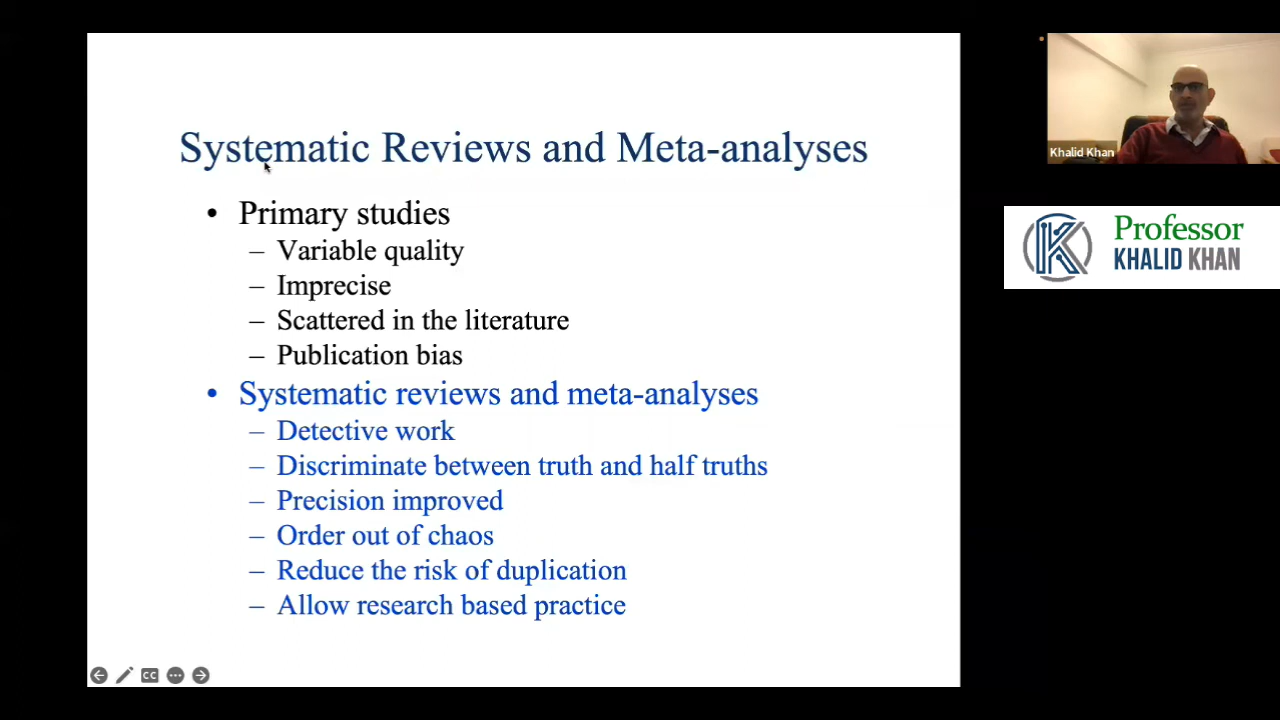 Systematic Reviews and Meta-analyses
• Primary studies
– Variable quality
– Imprecise
– Scattered in the literature
– Publication bias
• Systematic reviews and meta-analyses
– Detective work
– Discriminate between truth and half truths
– Precision improved
– Order out of chaos
– Reduce the risk of duplication
– Allow research based practice
CC
Khalid Khan
K
Professor
KHALID KHAN